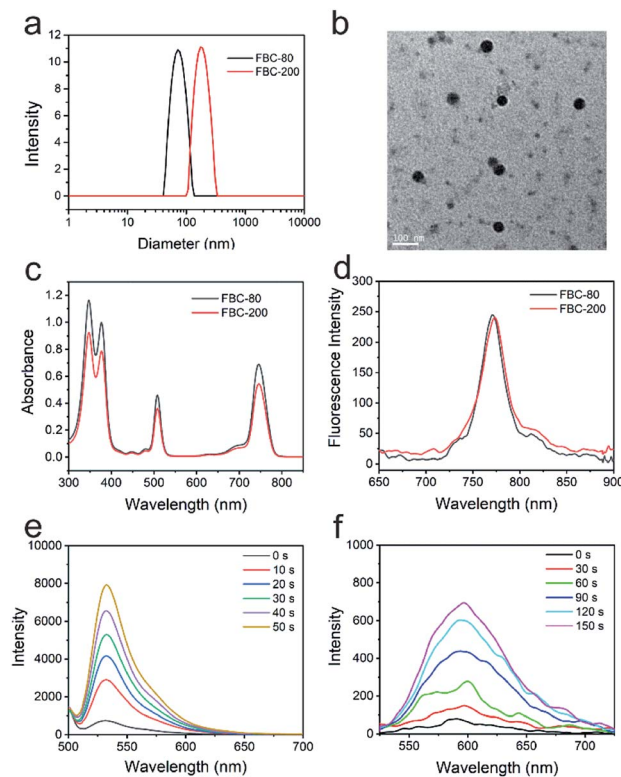 a
12
10
8
6
4
2
0
Intensity
FBC-80
FBC-200
1
10
100
1000
10000
Diameter (nm)
b
100 nm
c
1.2
1.0
0.8
0.6
0.4
0.2
0.0
Absorbance
FBC-80
FBC-200
300
400
500
600
700
800
Wavelength (nm)
d
300
250
200
150
100
50
0
Fluorescence Intensity
FBC-80
FBC-200
650
700
750
800
850
900
Wavelength (nm)
e
10000
8000
6000
4000
2000
0
Intensity
0 s
10 s
20 s
30 s
40 s
50 s
500
550
600
650
700
Wavelength (nm)
f
1000
800
600
400
200
0
Intensity
0 s
30 s
60 s
90 s
120 s
150 s
550
600
650
700
Wavelength (nm)